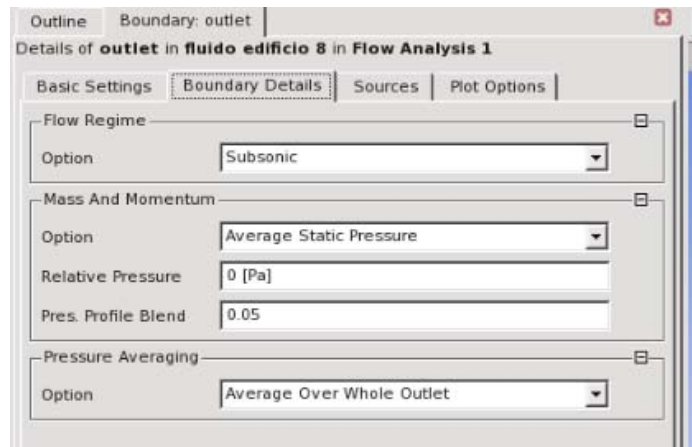 Outline Boundary: outlet
Details of outlet in fluido edificio 8 in Flow Analysis 1
Basic Settings Boundary Details Sources Plot Options
Flow Regime
Option Subsonic
Mass And Momentum
Option Average Static Pressure
Relative Pressure 0 [Pa]
Pres. Profile Blend 0.05
Pressure Averaging
Option Average Over Whole Outlet